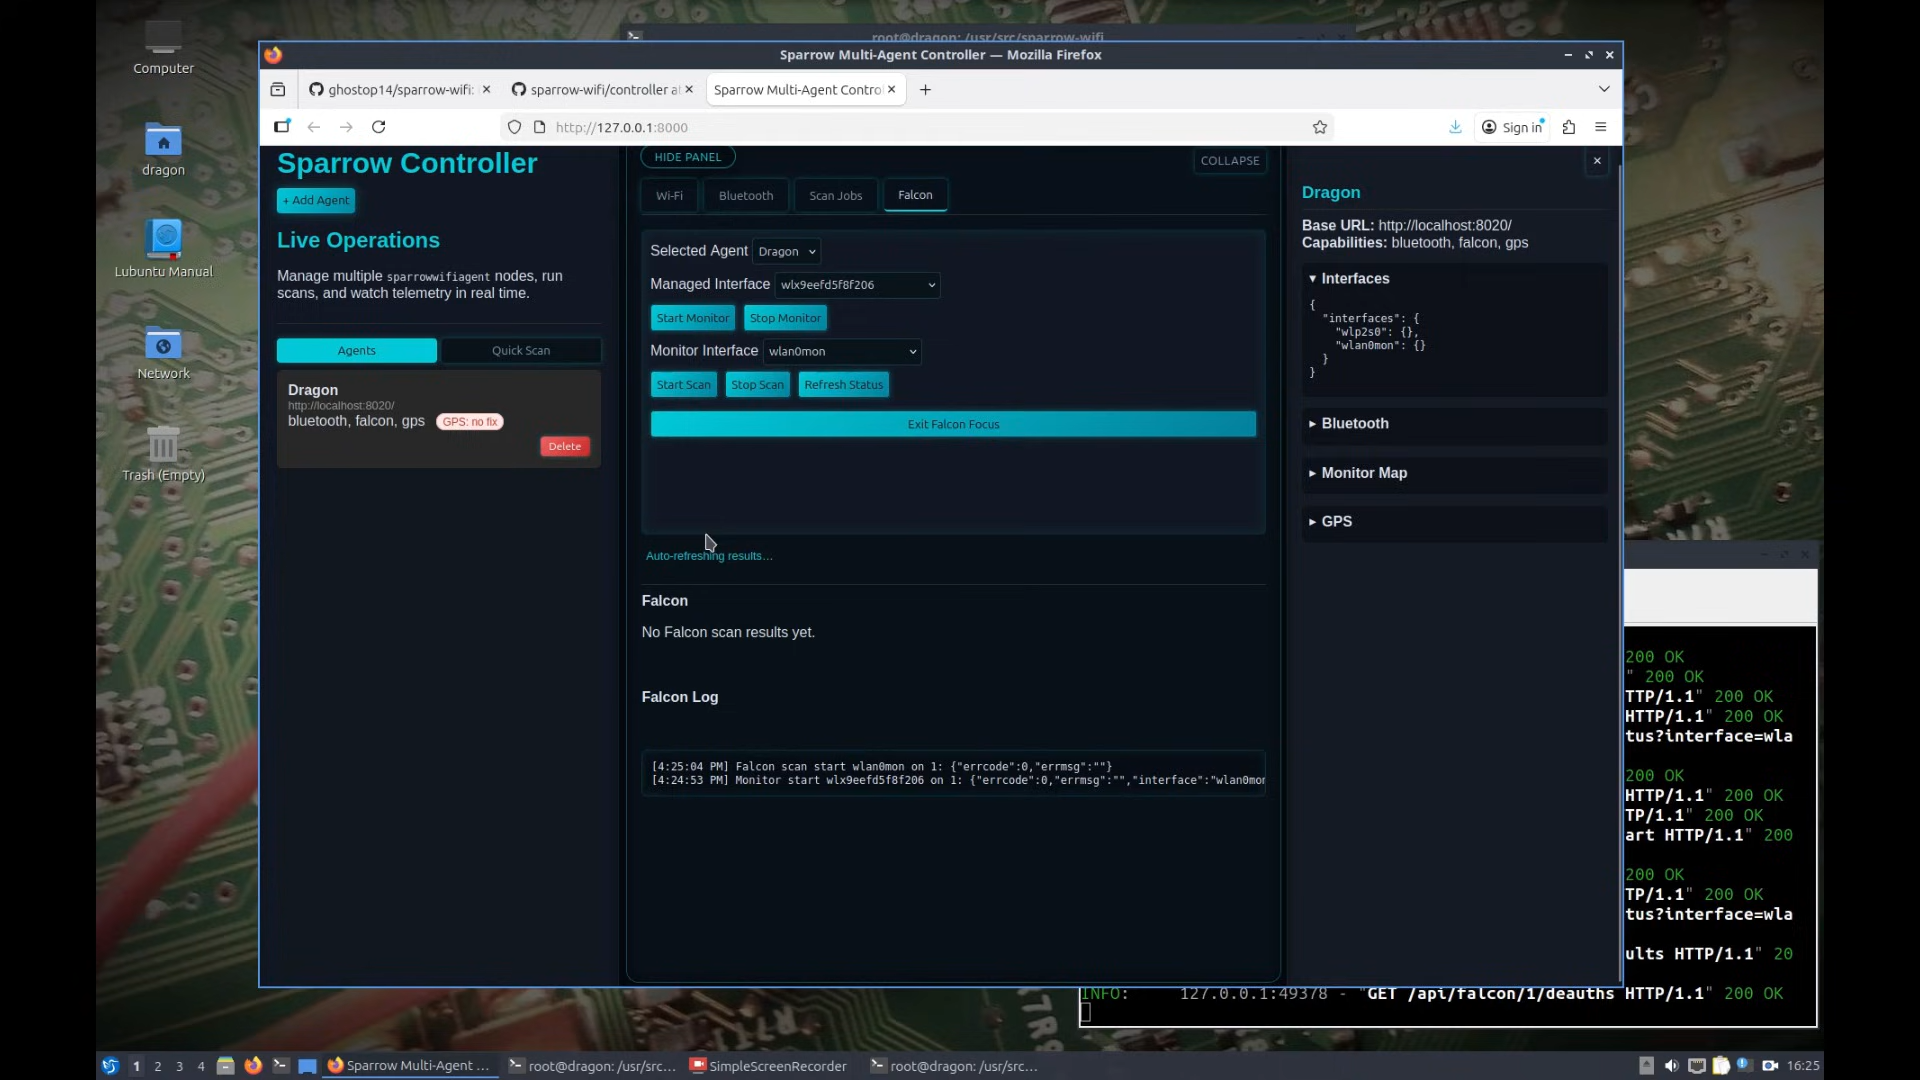 Computer
dragon
Lubuntu Manual
Network
Trash (Empty)
root@dragon: /usr/src/sparrow-wifi
Sparrow Multi-Agent Controller — Mozilla Firefox
ghostop14/sparrow-wifi:
sparrow-wifi/controller a
Sparrow Multi-Agent Contro
http://127.0.0.1:8000
Sign in
Sparrow Controller
+ Add Agent
Live Operations
Manage multiple sparrowwifiagent nodes, run
scans, and watch telemetry in real time.
Agents
Quick Scan
Dragon
http://localhost:8020/
bluetooth, falcon, gps
GPS: no fix
Delete
HIDE PANEL
COLLAPSE
Wi-Fi
Bluetooth
Scan Jobs
Falcon
Selected Agent
Dragon
Managed Interface
wlx9eefd5f8f206
Start Monitor
Stop Monitor
Monitor Interface
wlan0mon
Start Scan
Stop Scan
Refresh Status
Exit Falcon Focus
Auto-refreshing results…
Falcon
No Falcon scan results yet.
Falcon Log
[4:25:04 PM] Falcon scan start wlan0mon on 1: {"errcode":0,"errmsg":""}
[4:24:53 PM] Monitor start wlx9eefd5f8f206 on 1: {"errcode":0,"errmsg":"","interface":"wlan0mon
Dragon
Base URL: http://localhost:8020/
Capabilities: bluetooth, falcon, gps
▾ Interfaces
{
"interfaces": {
"wlp2s0": {},
"wlan0mon": {}
}
}
▸ Bluetooth
▸ Monitor Map
▸ GPS
200 OK
" 200 OK
TTP/1.1" 200 OK
HTTP/1.1" 200 OK
tus?interface=wla
200 OK
HTTP/1.1" 200 OK
TP/1.1" 200 OK
art HTTP/1.1" 200
200 OK
TP/1.1" 200 OK
tus?interface=wla
ults HTTP/1.1" 20
INFO: 127.0.0.1:49378 - "GET /api/falcon/1/deauths HTTP/1.1" 200 OK
1 2 3 4
Sparrow Multi-Agent ...
root@dragon: /usr/src...
SimpleScreenRecorder
root@dragon: /usr/src...
16:25